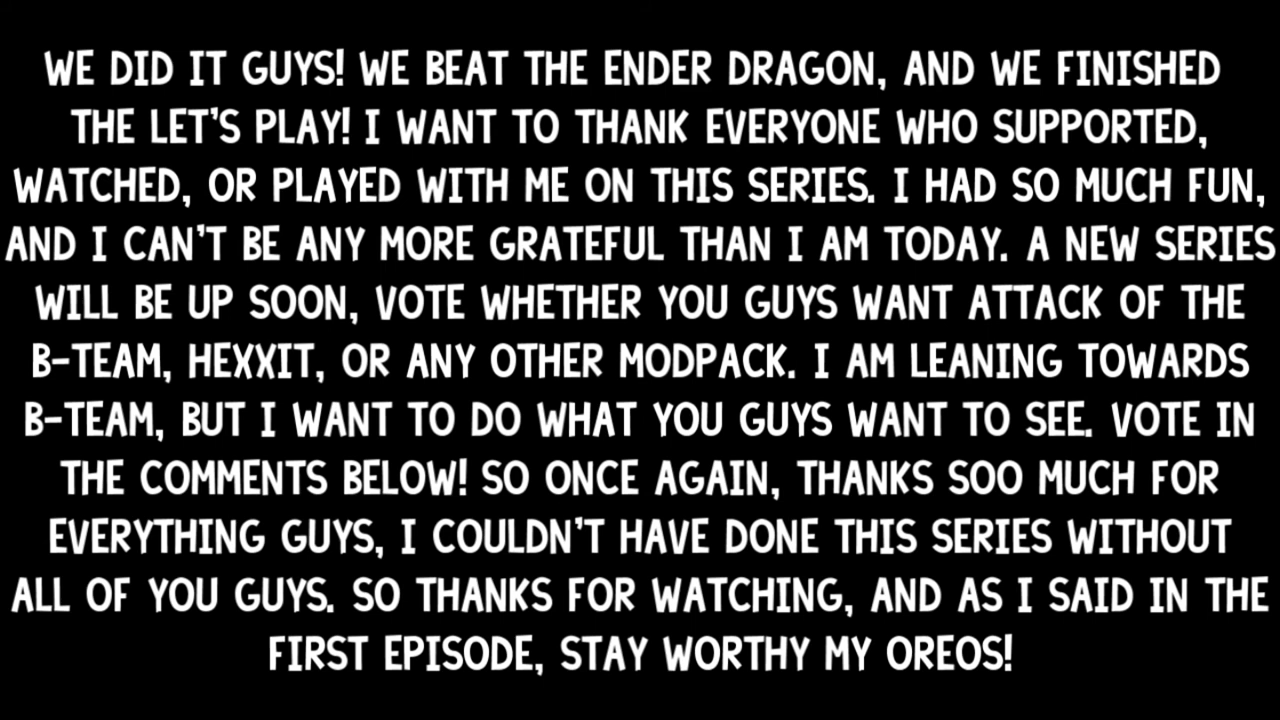 WE DID IT GUYS! WE BEAT THE ENDER DRAGON, AND WE FINISHED
THE LET'S PLAY! I WANT TO THANK EVERYONE WHO SUPPORTED,
WATCHED, OR PLAYED WITH ME ON THIS SERIES. I HAD SO MUCH FUN,
AND I CAN'T BE ANY MORE GRATEFUL THAN I AM TODAY. A NEW SERIES
WILL BE UP SOON, VOTE WHETHER YOU GUYS WANT ATTACK OF THE
B-TEAM, HEXXIT, OR ANY OTHER MODPACK. I AM LEANING TOWARDS
B-TEAM, BUT I WANT TO DO WHAT YOU GUYS WANT TO SEE. VOTE IN
THE COMMENTS BELOW! SO ONCE AGAIN, THANKS SOO MUCH FOR
EVERYTHING GUYS, I COULDN'T HAVE DONE THIS SERIES WITHOUT
ALL OF YOU GUYS. SO THANKS FOR WATCHING, AND AS I SAID IN THE
FIRST EPISODE, STAY WORTHY MY OREOS!